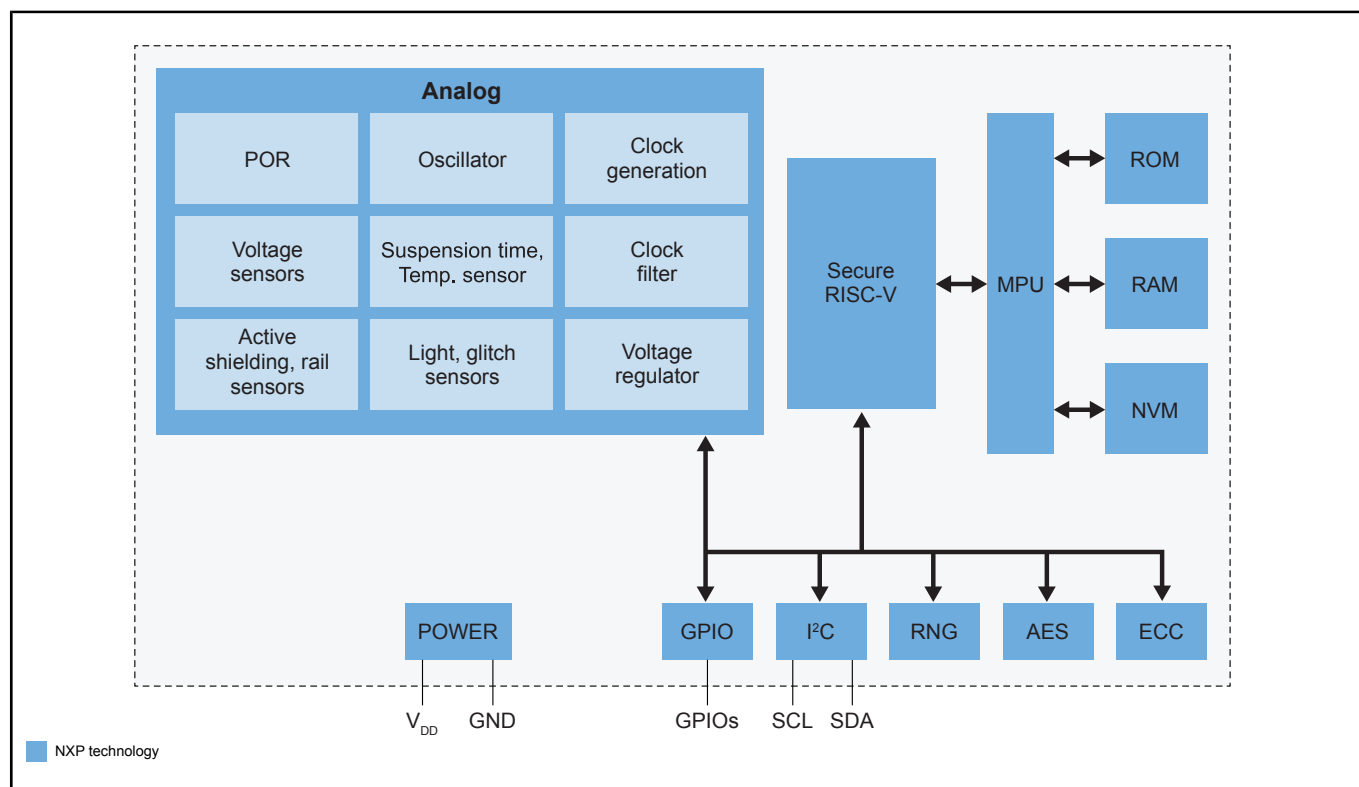 Analog
POR
Oscillator
Clock
generation
Voltage
sensors
Suspension time,
Temp. sensor
Clock
filter
Active
shielding, rail
sensors
Light, glitch
sensors
Voltage
regulator
Secure
RISC-V
MPU
ROM
RAM
NVM
POWER
GPIO
I²C
RNG
AES
ECC
VDD
GND
GPIOs
SCL
SDA
NXP technology